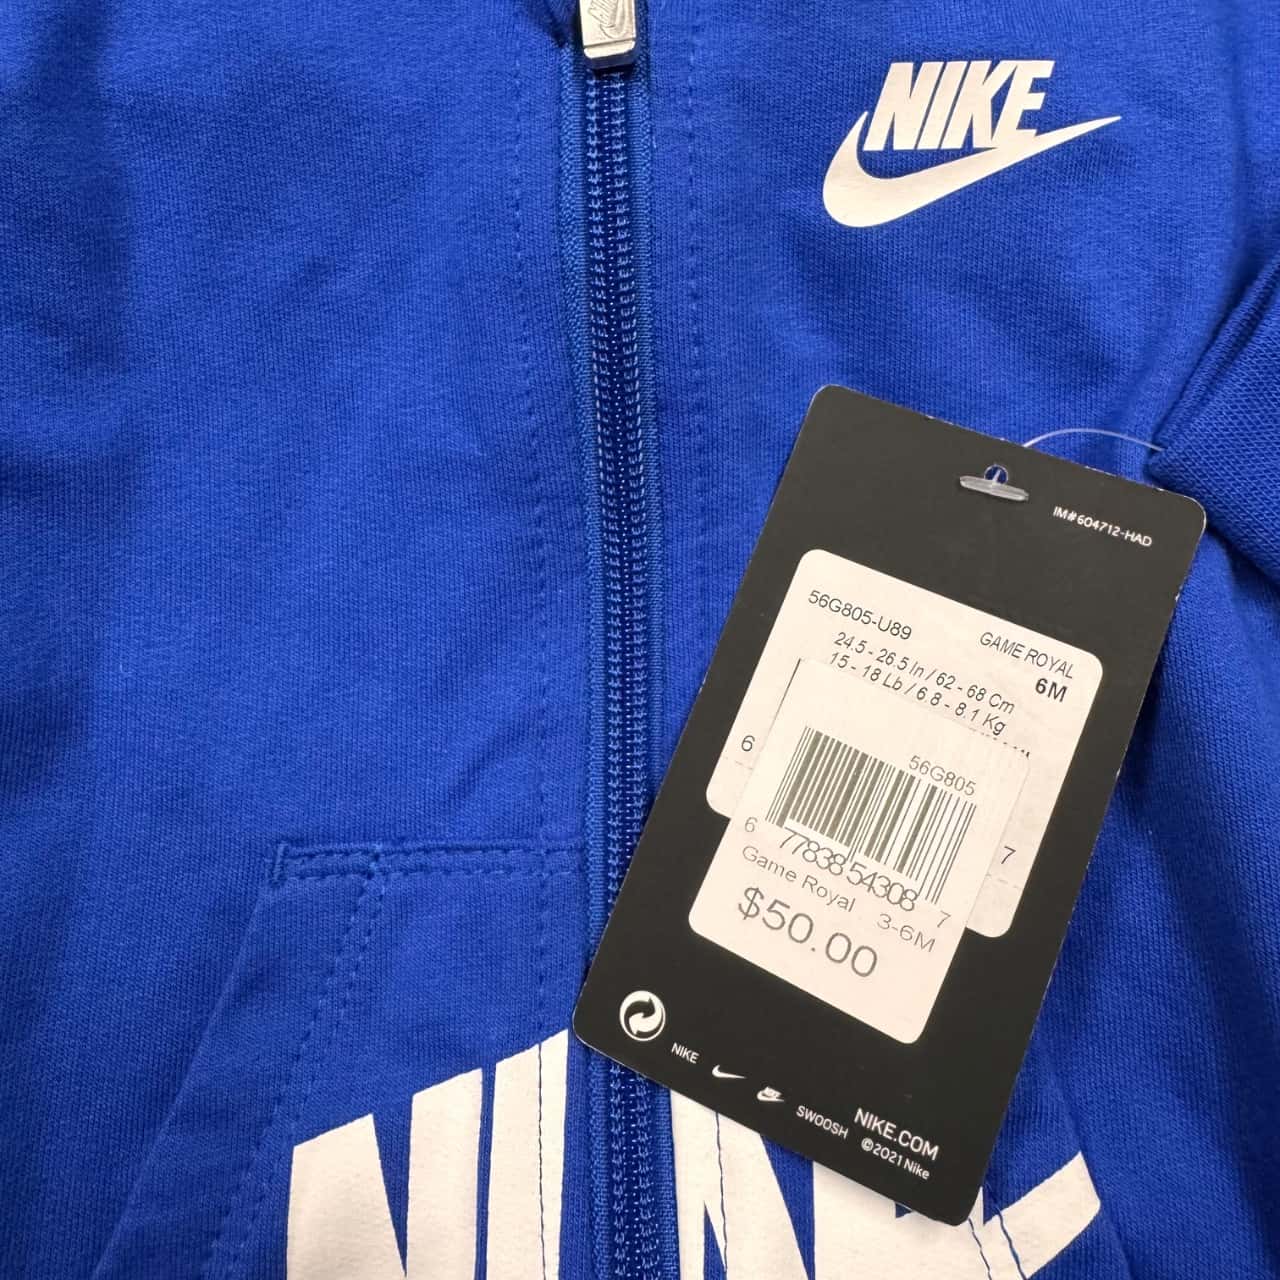 NIKE
IM#604712-HAD
56G805-U89
GAME ROYAL
24.5 - 26.5 In / 62 - 68 Cm
6M
15 - 18 Lb / 6.8 - 8.1 Kg
6
56G805
6 77838 54308 7
7
Game Royal 3-6M
$50.00
NIKE
SWOOSH
NIKE.COM
©2021 Nike